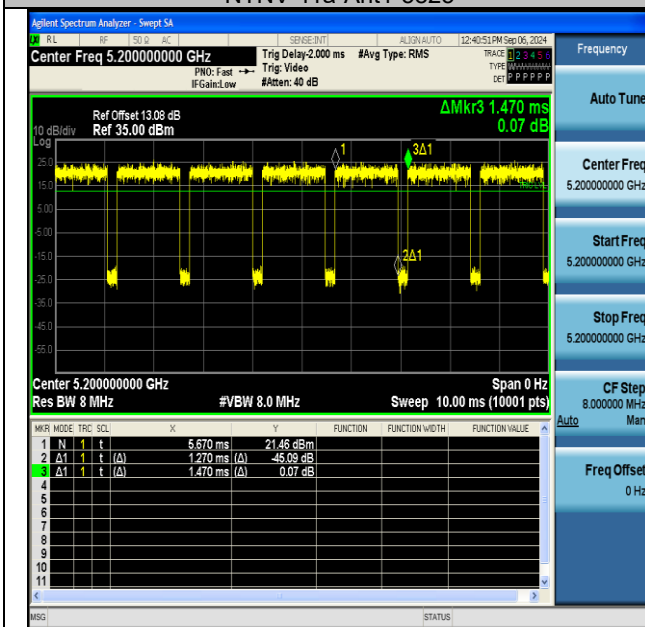 Agilent Spectrum Analyzer - Swept SA
RL RF 50 Ω AC SENSE:INT ALIGN AUTO 12:40:51 PM Sep 06, 2024
Center Freq 5.200000000 GHz
PNO: Fast
IFGain:Low
Trig Delay-2.000 ms
Trig: Video
#Atten: 40 dB
#Avg Type: RMS
TRACE 1 2 3 4 5 6
TYPE
DET P P P P P P
Frequency
Auto Tune
Center Freq
5.200000000 GHz
Start Freq
5.200000000 GHz
Stop Freq
5.200000000 GHz
CF Step
8.000000 MHz
Auto Man
Freq Offset
0 Hz
ΔMkr3 1.470 ms
0.07 dB
Ref Offset 13.08 dB
10 dB/div Ref 35.00 dBm
Log
25.0
15.0
5.00
-5.00
-15.0
-25.0
-35.0
-45.0
-55.0
1
3Δ1
2Δ1
Center 5.200000000 GHz Span 0 Hz
Res BW 8 MHz #VBW 8.0 MHz Sweep 10.00 ms (10001 pts)
MKR MODE TRC SCL X Y FUNCTION FUNCTION WIDTH FUNCTION VALUE
1 N 1 t 5.670 ms 21.46 dBm
2 Δ1 1 t (Δ) 1.270 ms (Δ) -45.09 dB
3 Δ1 1 t (Δ) 1.470 ms (Δ) 0.07 dB
4
5
6
7
8
9
10
11
MSG STATUS